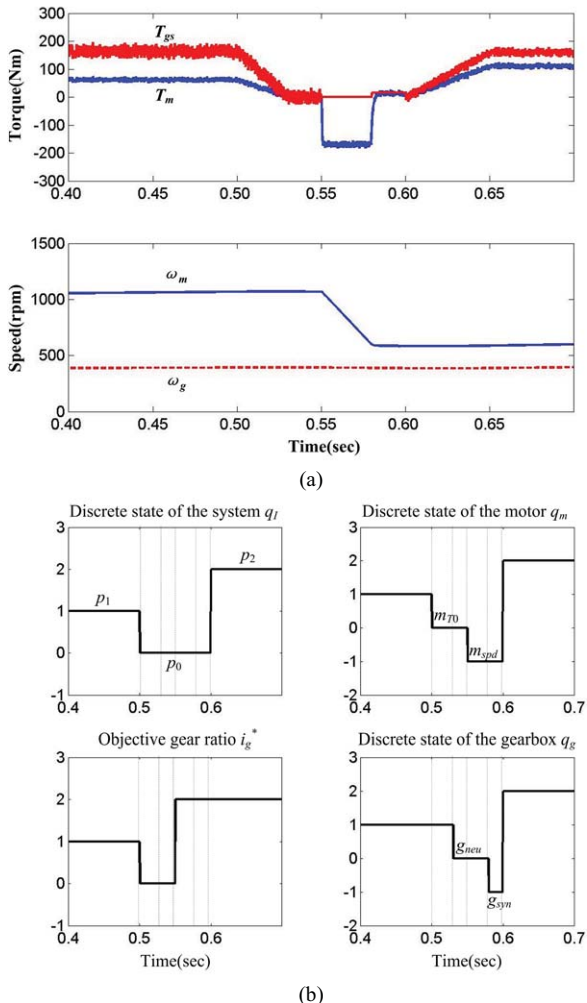 Torque(Nm)
300
200
100
0
-100
-200
-300
T_gs
T_m
0.40 0.45 0.50 0.55 0.60 0.65
Speed(rpm)
1500
1000
500
0
ω_m
ω_g
0.40 0.45 0.50 0.55 0.60 0.65
Time(sec)
(a)
Discrete state of the system q_I
3
2
1
0
-1
p_1
p_0
p_2
0.4 0.5 0.6
Discrete state of the motor q_m
3
2
1
0
-1
-2
m_T0
m_spd
0.4 0.5 0.6 0.7
Objective gear ratio i_g*
3
2
1
0
-1
0.4 0.5 0.6
Time(sec)
Discrete state of the gearbox q_g
3
2
1
0
-1
-2
g_neu
g_syn
0.4 0.5 0.6 0.7
Time(sec)
(b)